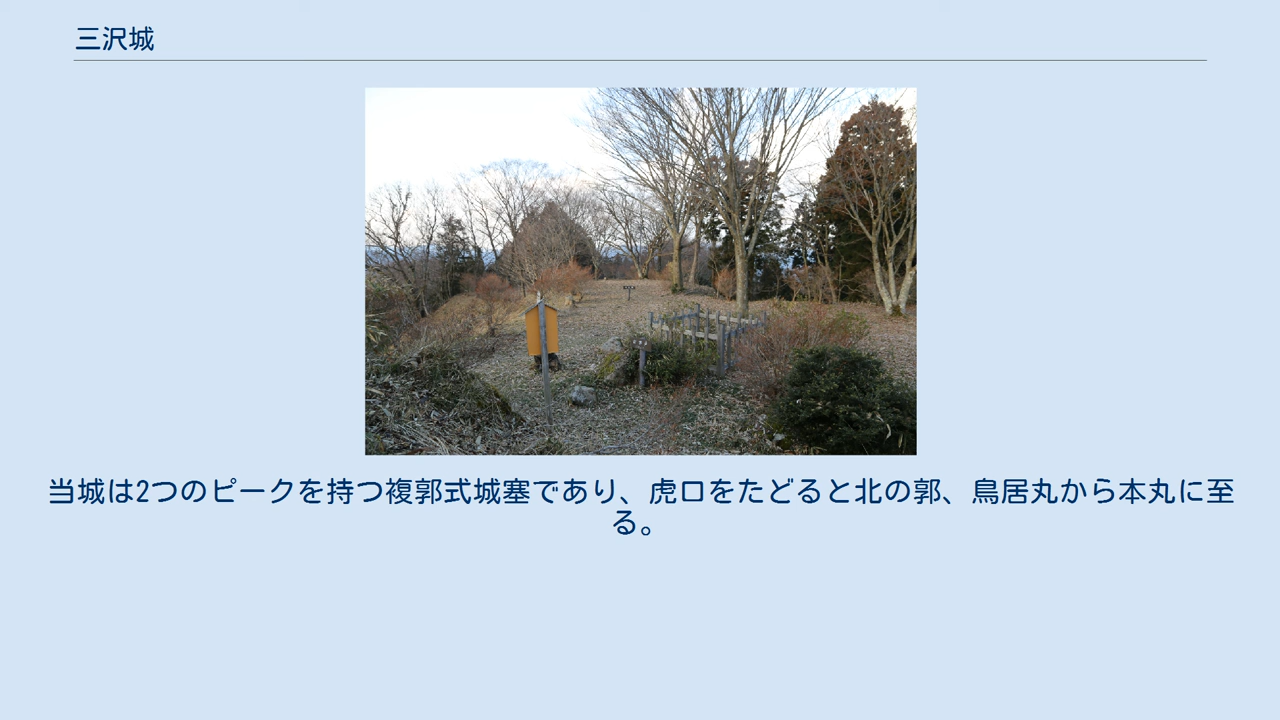 三沢城
当城は2つのピークを持つ複郭式城塞であり、虎口をたどると北の郭、鳥居丸から本丸に至
る。